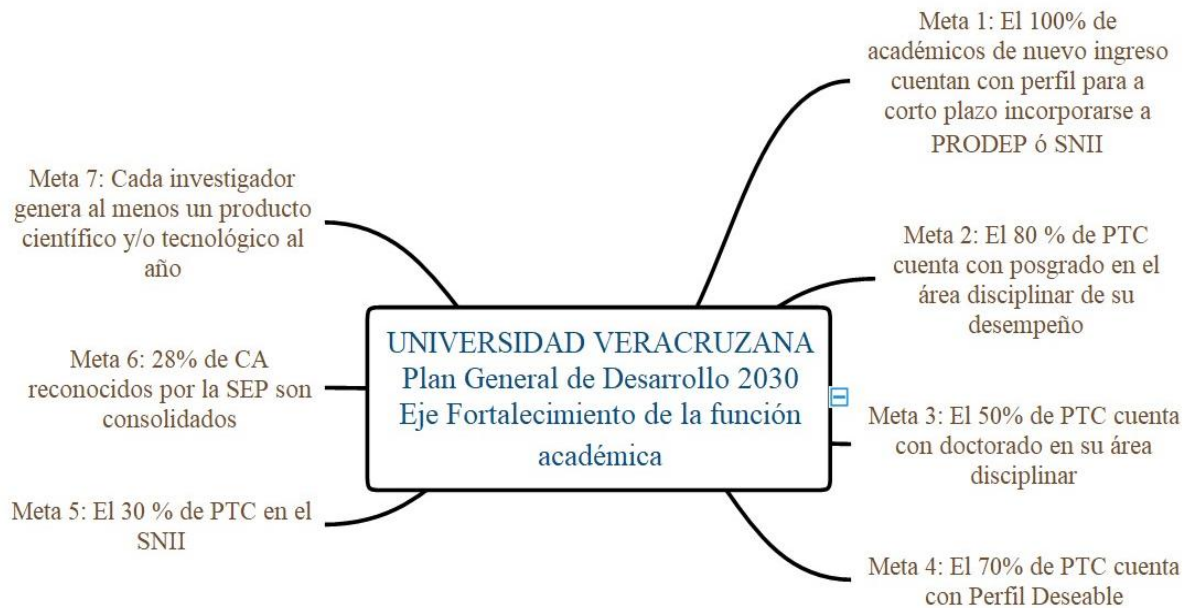 UNIVERSIDAD VERACRUZANA
Plan General de Desarrollo 2030
Eje Fortalecimiento de la función
académica
Meta 1: El 100% de
académicos de nuevo ingreso
cuentan con perfil para a
corto plazo incorporarse a
PRODEP ó SNII
Meta 2: El 80 % de PTC
cuenta con posgrado en el
área disciplinar de su
desempeño
Meta 3: El 50% de PTC cuenta
con doctorado en su área
disciplinar
Meta 4: El 70% de PTC cuenta
con Perfil Deseable
Meta 5: El 30 % de PTC en el
SNII
Meta 6: 28% de CA
reconocidos por la SEP son
consolidados
Meta 7: Cada investigador
genera al menos un producto
científico y/o tecnológico al
año